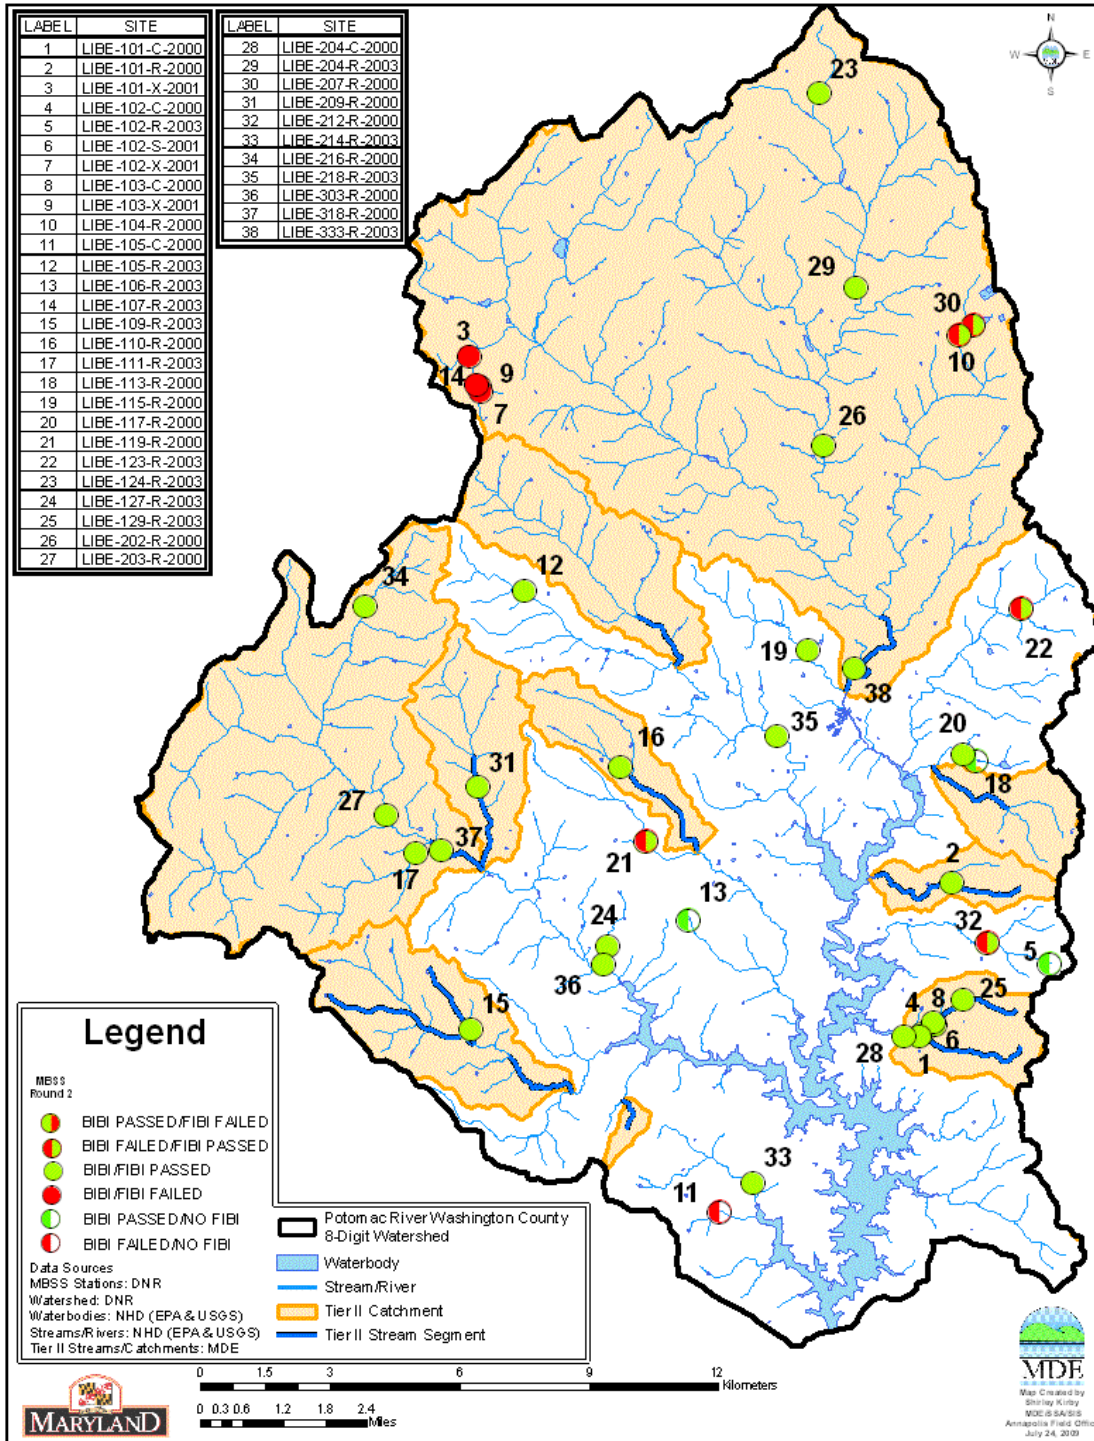 LABEL SITE
1 LIBE-101-C-2000
2 LIBE-101-R-2000
3 LIBE-101-X-2001
4 LIBE-102-C-2000
5 LIBE-102-R-2003
6 LIBE-102-S-2001
7 LIBE-102-X-2001
8 LIBE-103-C-2000
9 LIBE-103-X-2001
10 LIBE-104-R-2000
11 LIBE-105-C-2000
12 LIBE-105-R-2003
13 LIBE-106-R-2003
14 LIBE-107-R-2003
15 LIBE-109-R-2003
16 LIBE-110-R-2000
17 LIBE-111-R-2003
18 LIBE-113-R-2000
19 LIBE-115-R-2000
20 LIBE-117-R-2000
21 LIBE-119-R-2000
22 LIBE-123-R-2003
23 LIBE-124-R-2003
24 LIBE-127-R-2003
25 LIBE-129-R-2003
26 LIBE-202-R-2000
27 LIBE-203-R-2000
LABEL SITE
28 LIBE-204-C-2000
29 LIBE-204-R-2003
30 LIBE-207-R-2000
31 LIBE-209-R-2000
32 LIBE-212-R-2000
33 LIBE-214-R-2003
34 LIBE-216-R-2000
35 LIBE-218-R-2003
36 LIBE-303-R-2000
37 LIBE-318-R-2000
38 LIBE-333-R-2003
N
W E
S
23
29
30
10
3
14 9
7
26
12
34
22
19
38
35
20
18
16
31
27
37
17
21
2
13
32
5
24
36
25
4 8
6
28 1
15
33
11
Legend
MBSS
Round 2
BIBI PASSED/FIBI FAILED
BIBI FAILED/FIBI PASSED
BIBI/FIBI PASSED
BIBI/FIBI FAILED
BIBI PASSED/NO FIBI
BIBI FAILED/NO FIBI
Data Sources
MBSS Stations: DNR
Watershed: DNR
Waterbodies: NHD (EPA & USGS)
Streams/Rivers: NHD (EPA & USGS)
Tier II Streams/Catchments: MDE
Potomac River Washington County
8-Digit Watershed
Waterbody
Stream/River
Tier II Catchment
Tier II Stream Segment
0 1.5 3 6 9 12
Kilometers
0 0.3 0.6 1.2 1.8 2.4
Miles
MARYLAND
MDE
Map Created by
Shirley Kirby
MDE/SSA/SIS
Annapolis Field Office
July 24, 2009